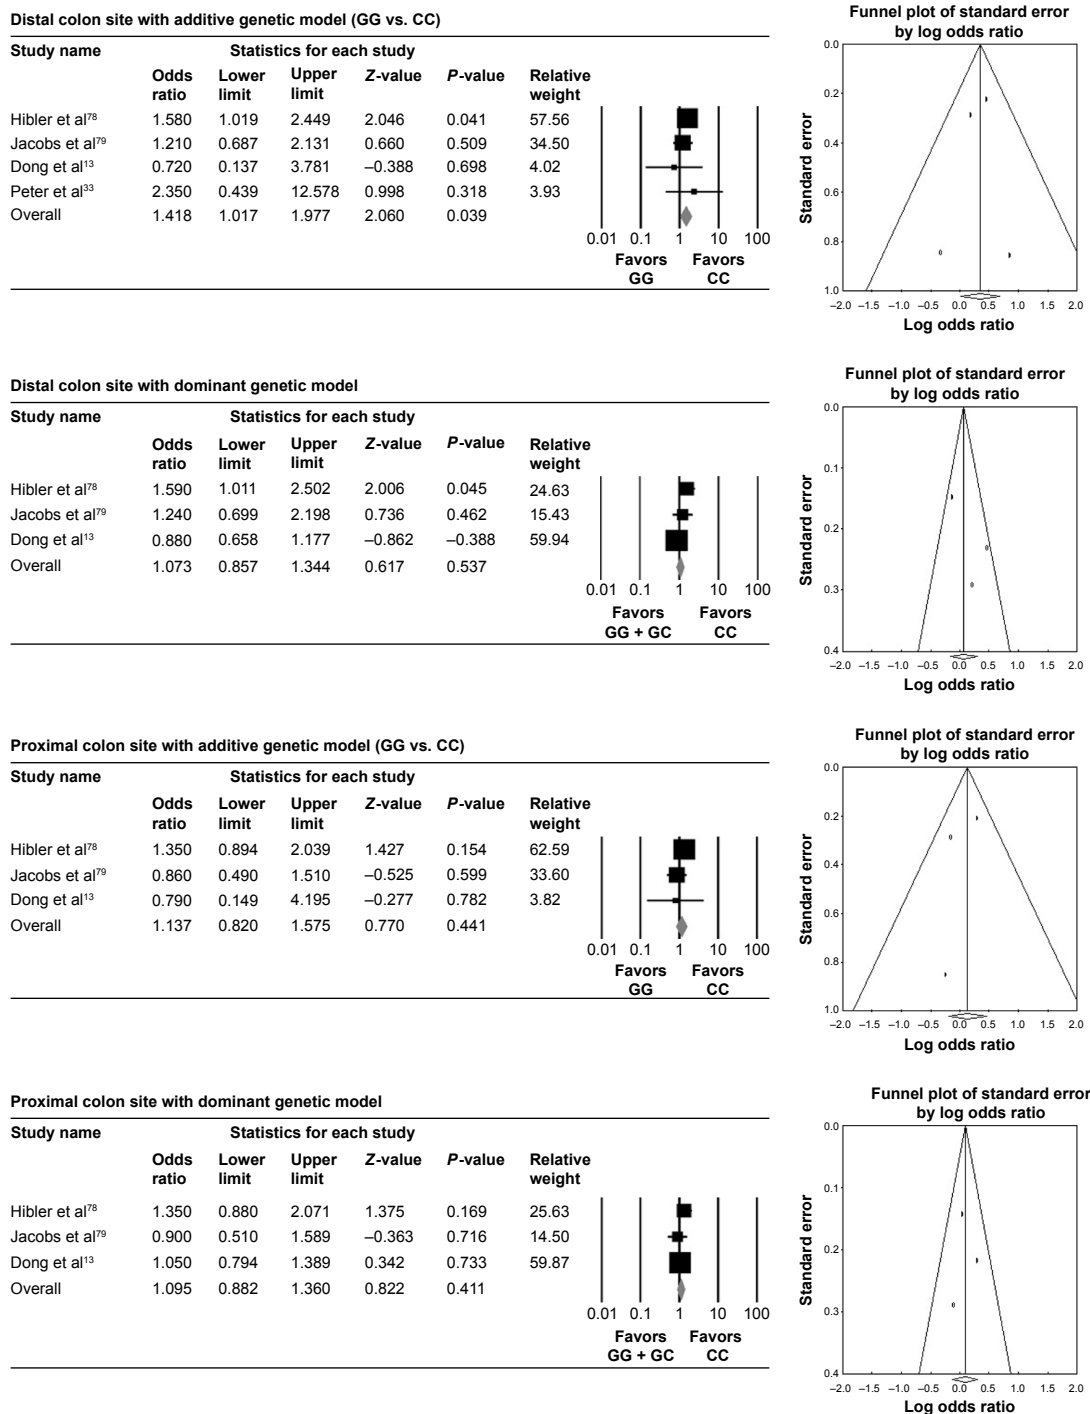 Distal colon site with additive genetic model (GG vs. CC)
Study name Statistics for each study
Odds ratio Lower limit Upper limit Z-value P-value Relative weight
Hibler et al78 1.580 1.019 2.449 2.046 0.041 57.56
Jacobs et al79 1.210 0.687 2.131 0.660 0.509 34.50
Dong et al13 0.720 0.137 3.781 –0.388 0.698 4.02
Peter et al33 2.350 0.439 12.578 0.998 0.318 3.93
Overall 1.418 1.017 1.977 2.060 0.039
0.01 0.1 1 10 100
Favors GG Favors CC
Funnel plot of standard error
by log odds ratio
Standard error
0.0
0.2
0.4
0.6
0.8
1.0
–2.0 –1.5 –1.0 –0.5 0.0 0.5 1.0 1.5 2.0
Log odds ratio
Distal colon site with dominant genetic model
Study name Statistics for each study
Odds ratio Lower limit Upper limit Z-value P-value Relative weight
Hibler et al78 1.590 1.011 2.502 2.006 0.045 24.63
Jacobs et al79 1.240 0.699 2.198 0.736 0.462 15.43
Dong et al13 0.880 0.658 1.177 –0.862 –0.388 59.94
Overall 1.073 0.857 1.344 0.617 0.537
0.01 0.1 1 10 100
Favors GG + GC Favors CC
Funnel plot of standard error
by log odds ratio
Standard error
0.0
0.1
0.2
0.3
0.4
–2.0 –1.5 –1.0 –0.5 0.0 0.5 1.0 1.5 2.0
Log odds ratio
Proximal colon site with additive genetic model (GG vs. CC)
Study name Statistics for each study
Odds ratio Lower limit Upper limit Z-value P-value Relative weight
Hibler et al78 1.350 0.894 2.039 1.427 0.154 62.59
Jacobs et al79 0.860 0.490 1.510 –0.525 0.599 33.60
Dong et al13 0.790 0.149 4.195 –0.277 0.782 3.82
Overall 1.137 0.820 1.575 0.770 0.441
0.01 0.1 1 10 100
Favors GG Favors CC
Funnel plot of standard error
by log odds ratio
Standard error
0.0
0.2
0.4
0.6
0.8
1.0
–2.0 –1.5 –1.0 –0.5 0.0 0.5 1.0 1.5 2.0
Log odds ratio
Proximal colon site with dominant genetic model
Study name Statistics for each study
Odds ratio Lower limit Upper limit Z-value P-value Relative weight
Hibler et al78 1.350 0.880 2.071 1.375 0.169 25.63
Jacobs et al79 0.900 0.510 1.589 –0.363 0.716 14.50
Dong et al13 1.050 0.794 1.389 0.342 0.733 59.87
Overall 1.095 0.882 1.360 0.822 0.411
0.01 0.1 1 10 100
Favors GG + GC Favors CC
Funnel plot of standard error
by log odds ratio
Standard error
0.0
0.1
0.2
0.3
0.4
–2.0 –1.5 –1.0 –0.5 0.0 0.5 1.0 1.5 2.0
Log odds ratio